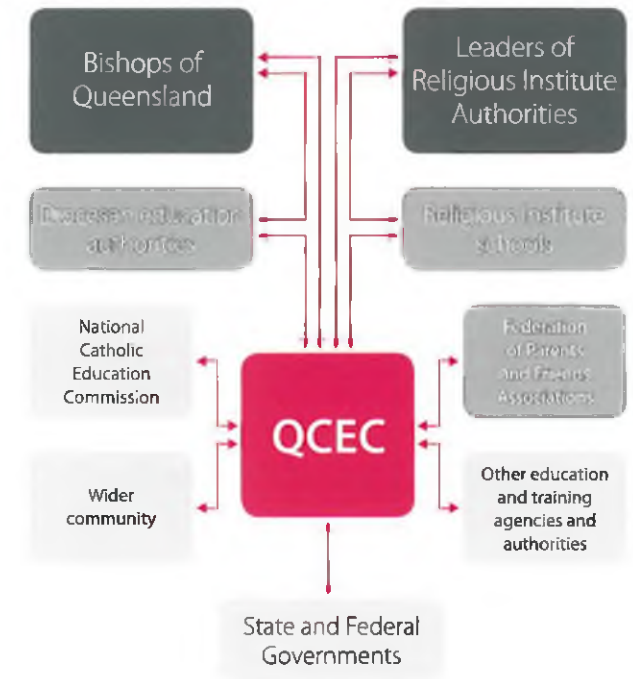 Bishops of
Queensland
Leaders of
Religious Institute
Authorities
Diocesan education
authorities
Religious Institute
schools
National
Catholic
Education
Commission
Federation
of Parents
And Friends
Associations
QCEC
Wider
community
Other education
and training
agencies and
authorities
State and Federal
Governments